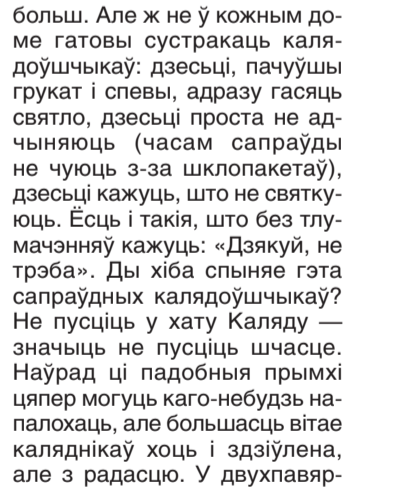 больш. Але ж не ў кожным до-
ме гатовы сустракаць каля-
доўшчыкаў: дзесьці, пачуўшы
грукат і спевы, адразу гасяць
святло, дзесьці проста не ад-
чыняюць (часам сапраўды
не чуюць з-за шклопакетаў),
дзесьці кажуць, што не святку-
юць. Ёсць і такія, што без тлу-
мачэнняў кажуць: «Дзякуй, не
трэба». Ды хіба спыняе гэта
сапраўдных калядоўшчыкаў?
Не пусціць у хату Каляду —
значыць не пусціць шчасце.
Наўрад ці падобныя прымхі
цяпер могуць каго-небудзь на-
палохаць, але большасць вітае
каляднікаў хоць і здзіўлена,
але з радасцю. У двухпавяр-